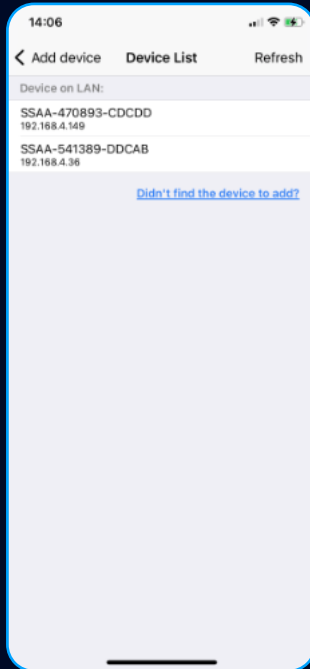 14:06
Add device Device List Refresh
Device on LAN:
SSAA-470893-CDCDD
192.168.4.149
SSAA-541389-DDCAB
192.168.4.36
Didn't find the device to add?